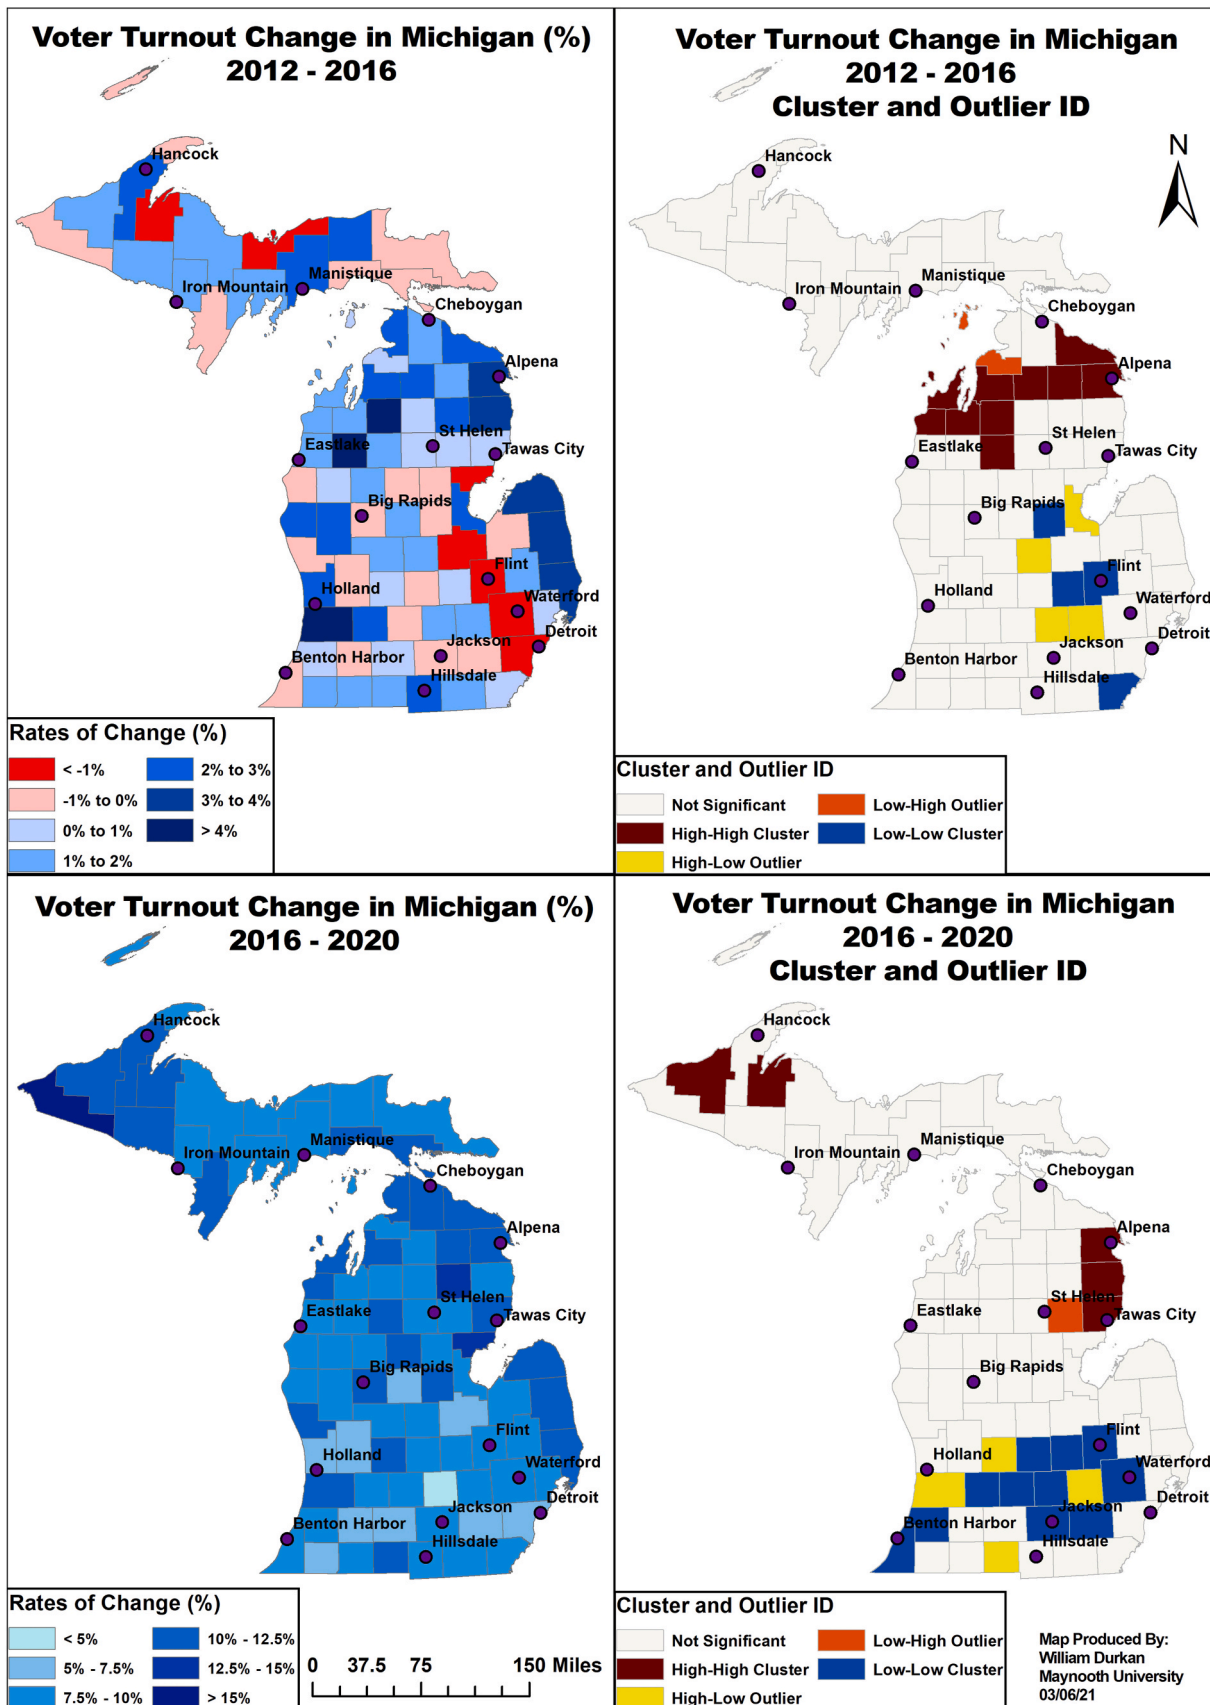 Voter Turnout Change in Michigan (%)
2012 - 2016
Hancock
Iron Mountain
Manistique
Cheboygan
Alpena
Eastlake
St Helen
Tawas City
Big Rapids
Flint
Holland
Waterford
Detroit
Jackson
Benton Harbor
Hillsdale
Rates of Change (%)
< -1%
-1% to 0%
0% to 1%
1% to 2%
2% to 3%
3% to 4%
> 4%
Voter Turnout Change in Michigan
2012 - 2016
Cluster and Outlier ID
N
Hancock
Manistique
Iron Mountain
Cheboygan
Alpena
Eastlake
St Helen
Tawas City
Big Rapids
Flint
Holland
Waterford
Detroit
Jackson
Benton Harbor
Hillsdale
Cluster and Outlier ID
Not Significant
High-High Cluster
High-Low Outlier
Low-High Outlier
Low-Low Cluster
Voter Turnout Change in Michigan (%)
2016 - 2020
Hancock
Manistique
Iron Mountain
Cheboygan
Alpena
Eastlake
St Helen
Tawas City
Big Rapids
Flint
Holland
Waterford
Detroit
Jackson
Benton Harbor
Hillsdale
Rates of Change (%)
< 5%
5% - 7.5%
7.5% - 10%
10% - 12.5%
12.5% - 15%
> 15%
0 37.5 75 150 Miles
Voter Turnout Change in Michigan
2016 - 2020
Cluster and Outlier ID
Hancock
Manistique
Iron Mountain
Cheboygan
Alpena
Eastlake
St Helen
Tawas City
Big Rapids
Flint
Holland
Waterford
Detroit
Jackson
Benton Harbor
Hillsdale
Cluster and Outlier ID
Not Significant
High-High Cluster
High-Low Outlier
Low-High Outlier
Low-Low Cluster
Map Produced By:
William Durkan
Maynooth University
03/06/21